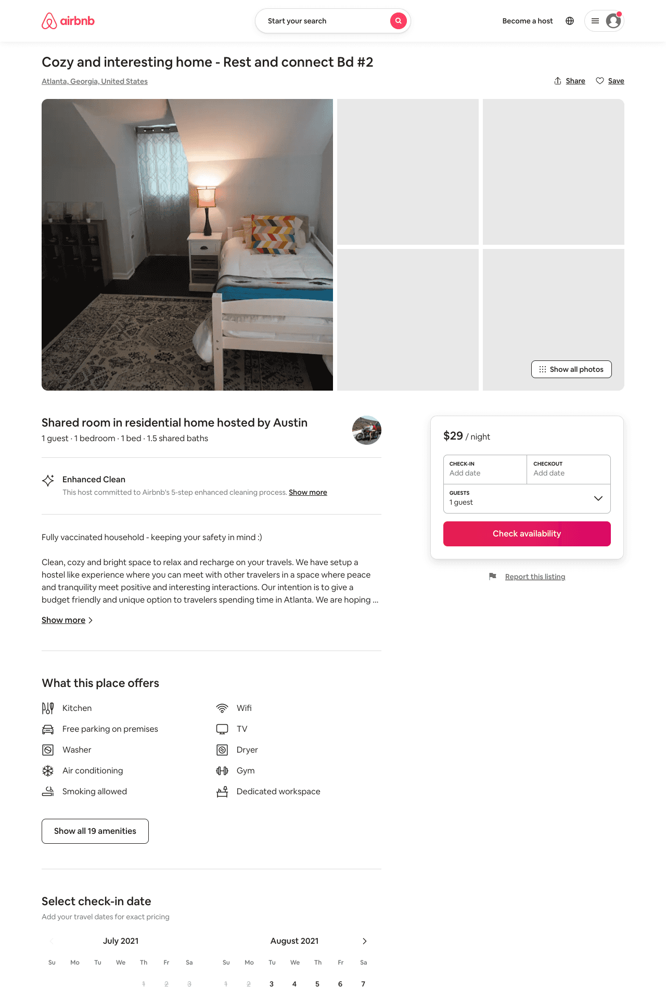 airbnb
Start your search
Become a host
Cozy and interesting home - Rest and connect Bd #2
Atlanta, Georgia, United States
Share
Save
Show all photos
Shared room in residential home hosted by Austin
1 guest · 1 bedroom · 1 bed · 1.5 shared baths
$29 / night
CHECK-IN
Add date
CHECKOUT
Add date
GUESTS
1 guest
Check availability
Report this listing
Enhanced Clean
This host committed to Airbnb's 5-step enhanced cleaning process. Show more
Fully vaccinated household - keeping your safety in mind :)
Clean, cozy and bright space to relax and recharge on your travels. We have setup a
hostel like experience where you can meet with other travelers in a space where peace
and tranquility meet positive and interesting interactions. Our intention is to give a
budget friendly and unique option to travelers spending time in Atlanta. We are hoping ...
Show more
What this place offers
Kitchen
Wifi
Free parking on premises
TV
Washer
Dryer
Air conditioning
Gym
Smoking allowed
Dedicated workspace
Show all 19 amenities
Select check-in date
Add your travel dates for exact pricing
July 2021
Su Mo Tu We Th Fr Sa
1 2 3
August 2021
Su Mo Tu We Th Fr Sa
1 2 3 4 5 6 7